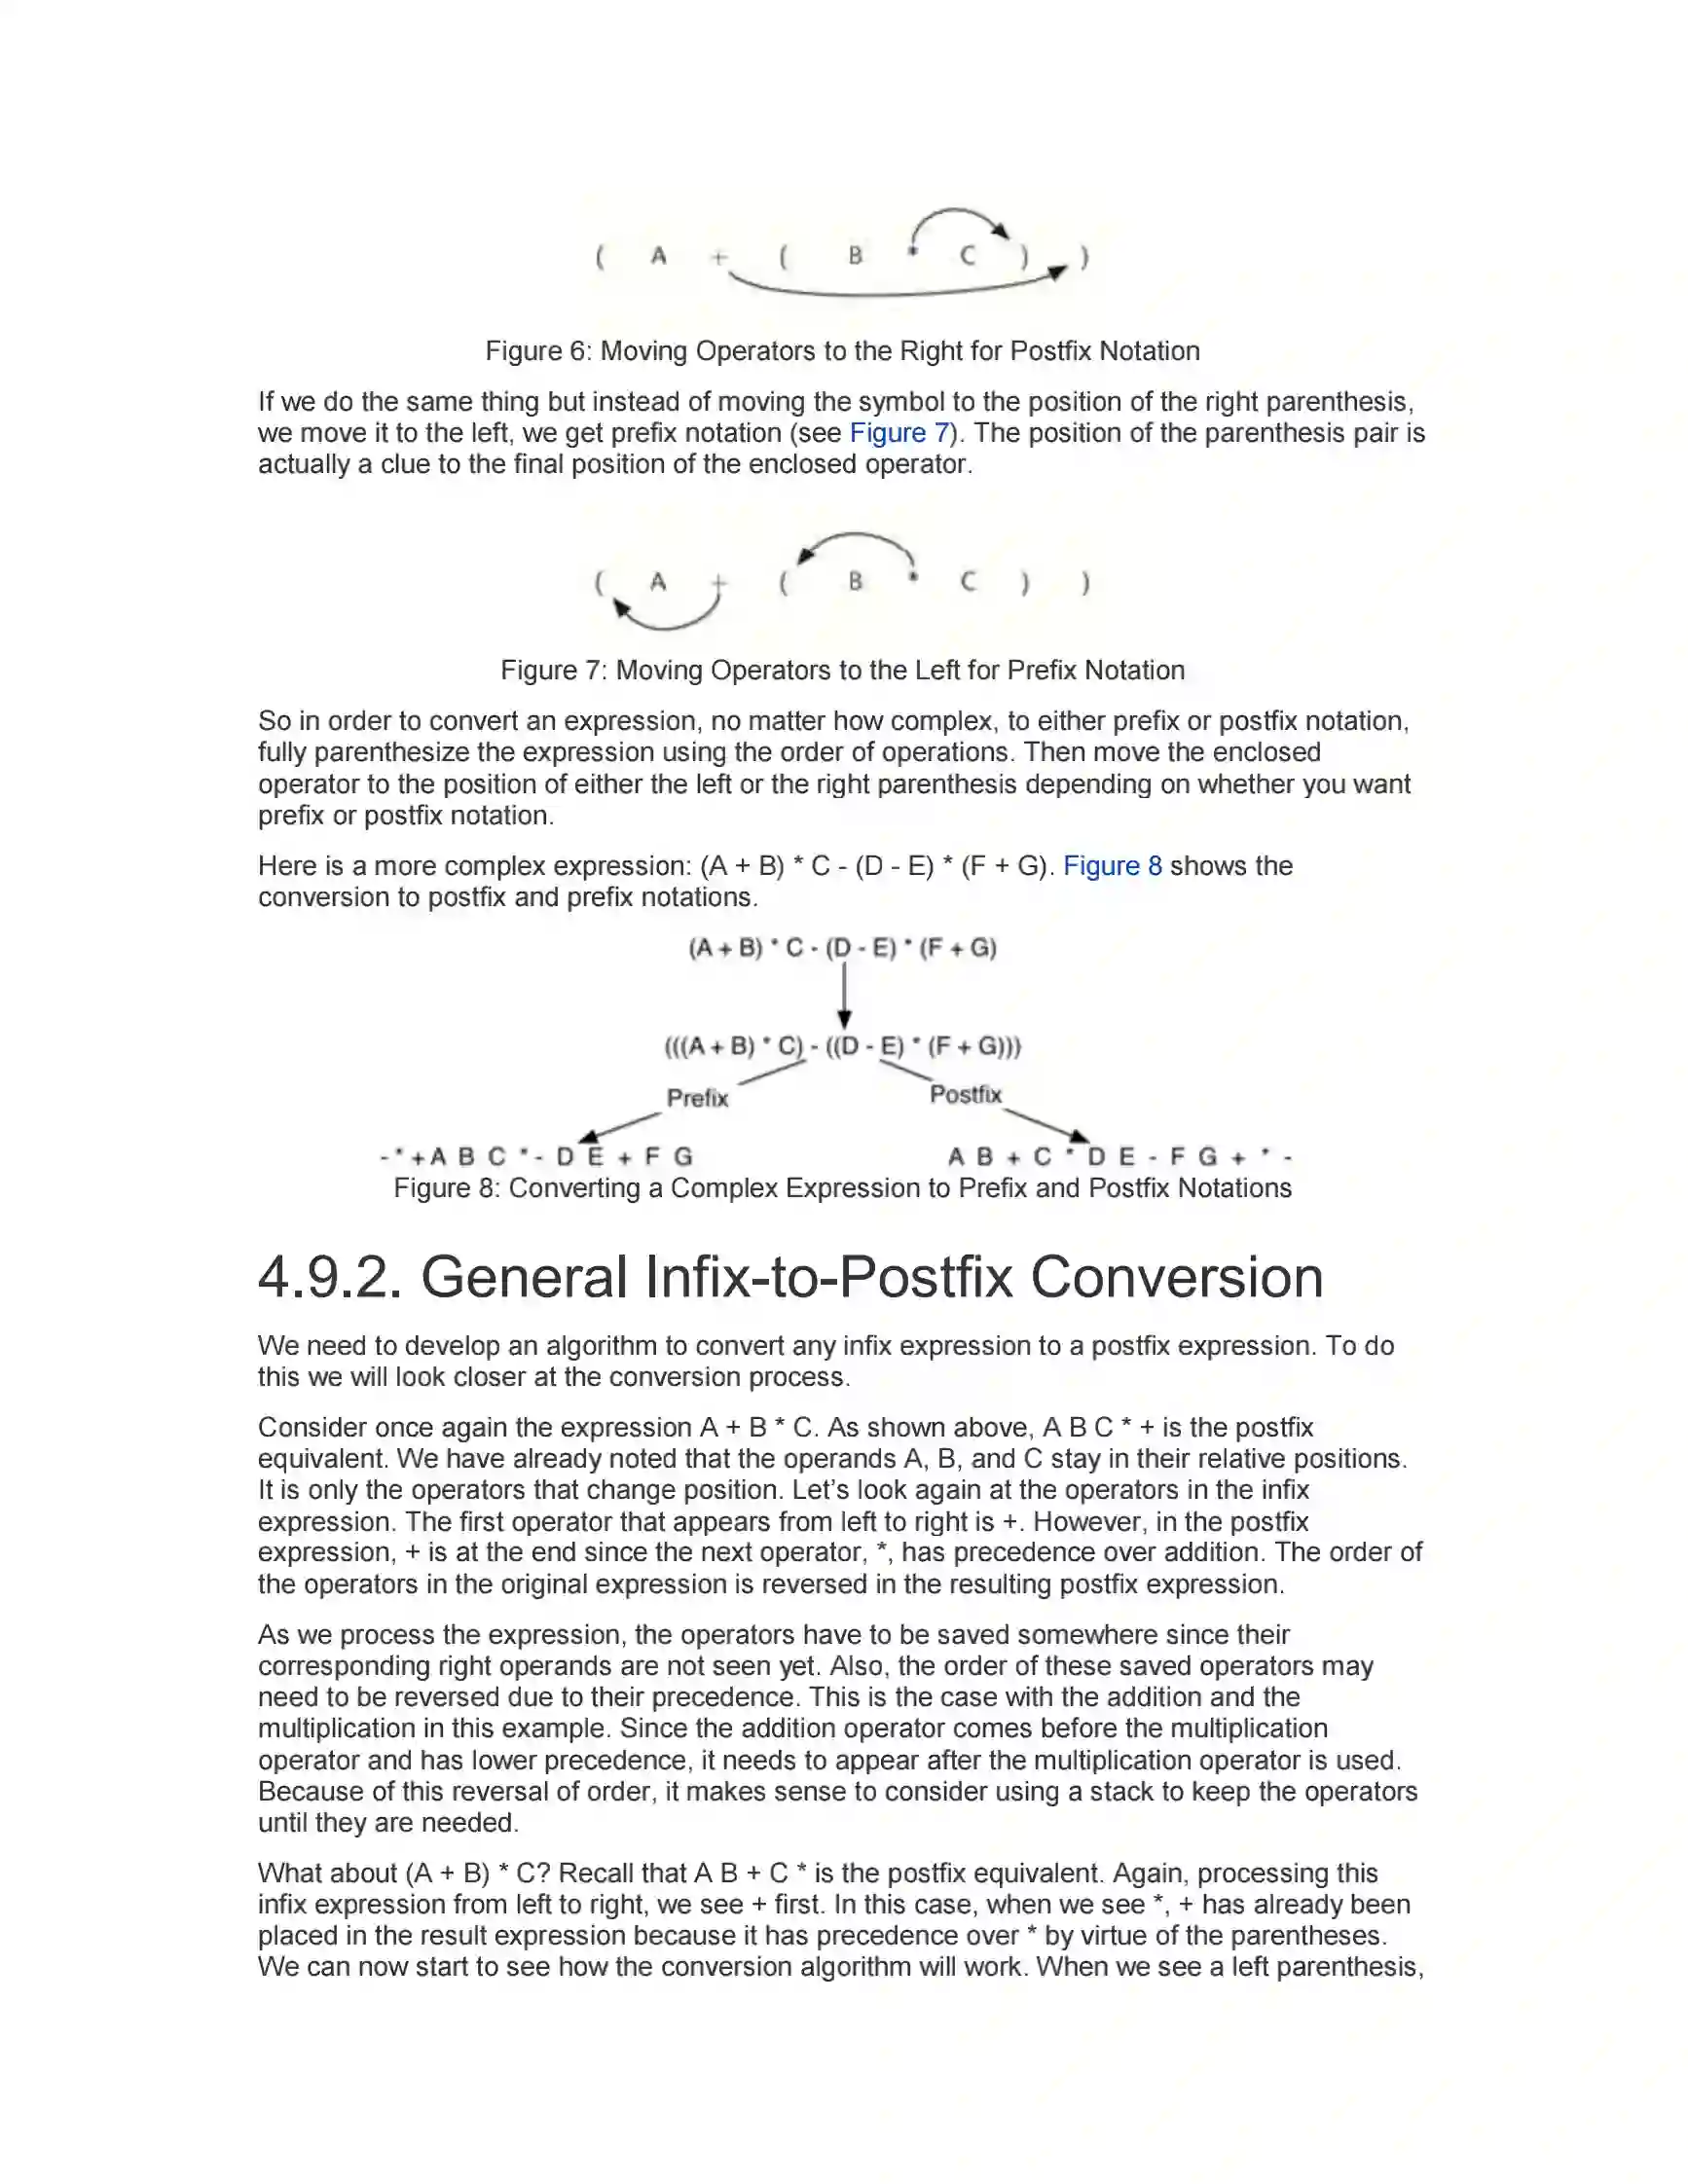 ( A + ( B * C ) )
Figure 6: Moving Operators to the Right for Postfix Notation
If we do the same thing but instead of moving the symbol to the position of the right parenthesis,
we move it to the left, we get prefix notation (see Figure 7). The position of the parenthesis pair is
actually a clue to the final position of the enclosed operator.
( A + ( B * C ) )
Figure 7: Moving Operators to the Left for Prefix Notation
So in order to convert an expression, no matter how complex, to either prefix or postfix notation,
fully parenthesize the expression using the order of operations. Then move the enclosed
operator to the position of either the left or the right parenthesis depending on whether you want
prefix or postfix notation.
Here is a more complex expression: (A + B) * C - (D - E) * (F + G). Figure 8 shows the
conversion to postfix and prefix notations.
(A + B) * C - (D - E) * (F + G)
(((A + B) * C) - ((D - E) * (F + G)))
Prefix Postfix
- * + A B C * - D E + F G A B + C * D E - F G + * -
Figure 8: Converting a Complex Expression to Prefix and Postfix Notations
4.9.2. General Infix-to-Postfix Conversion
We need to develop an algorithm to convert any infix expression to a postfix expression. To do
this we will look closer at the conversion process.
Consider once again the expression A + B * C. As shown above, A B C * + is the postfix
equivalent. We have already noted that the operands A, B, and C stay in their relative positions.
It is only the operators that change position. Let’s look again at the operators in the infix
expression. The first operator that appears from left to right is +. However, in the postfix
expression, + is at the end since the next operator, *, has precedence over addition. The order of
the operators in the original expression is reversed in the resulting postfix expression.
As we process the expression, the operators have to be saved somewhere since their
corresponding right operands are not seen yet. Also, the order of these saved operators may
need to be reversed due to their precedence. This is the case with the addition and the
multiplication in this example. Since the addition operator comes before the multiplication
operator and has lower precedence, it needs to appear after the multiplication operator is used.
Because of this reversal of order, it makes sense to consider using a stack to keep the operators
until they are needed.
What about (A + B) * C? Recall that A B + C * is the postfix equivalent. Again, processing this
infix expression from left to right, we see + first. In this case, when we see *, + has already been
placed in the result expression because it has precedence over * by virtue of the parentheses.
We can now start to see how the conversion algorithm will work. When we see a left parenthesis,